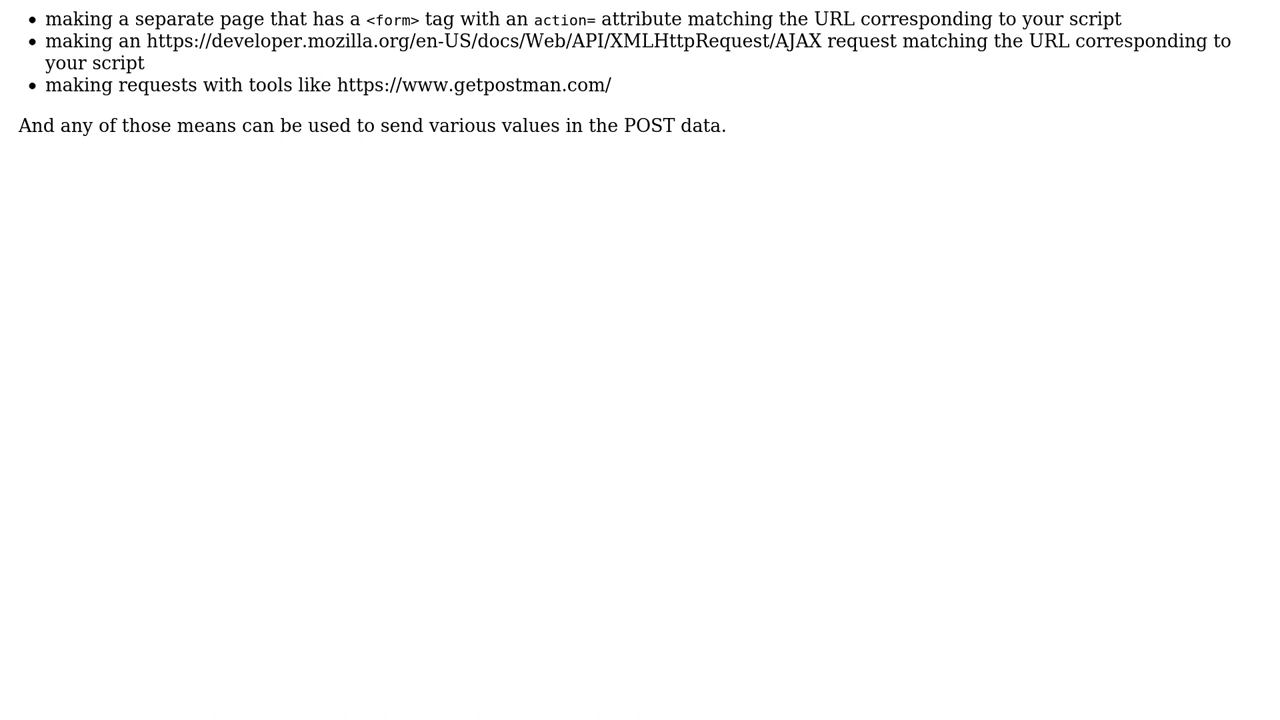 • making a separate page that has a <form> tag with an action= attribute matching the URL corresponding to your script
• making an https://developer.mozilla.org/en-US/docs/Web/API/XMLHttpRequest/AJAX request matching the URL corresponding to
your script
• making requests with tools like https://www.getpostman.com/
And any of those means can be used to send various values in the POST data.